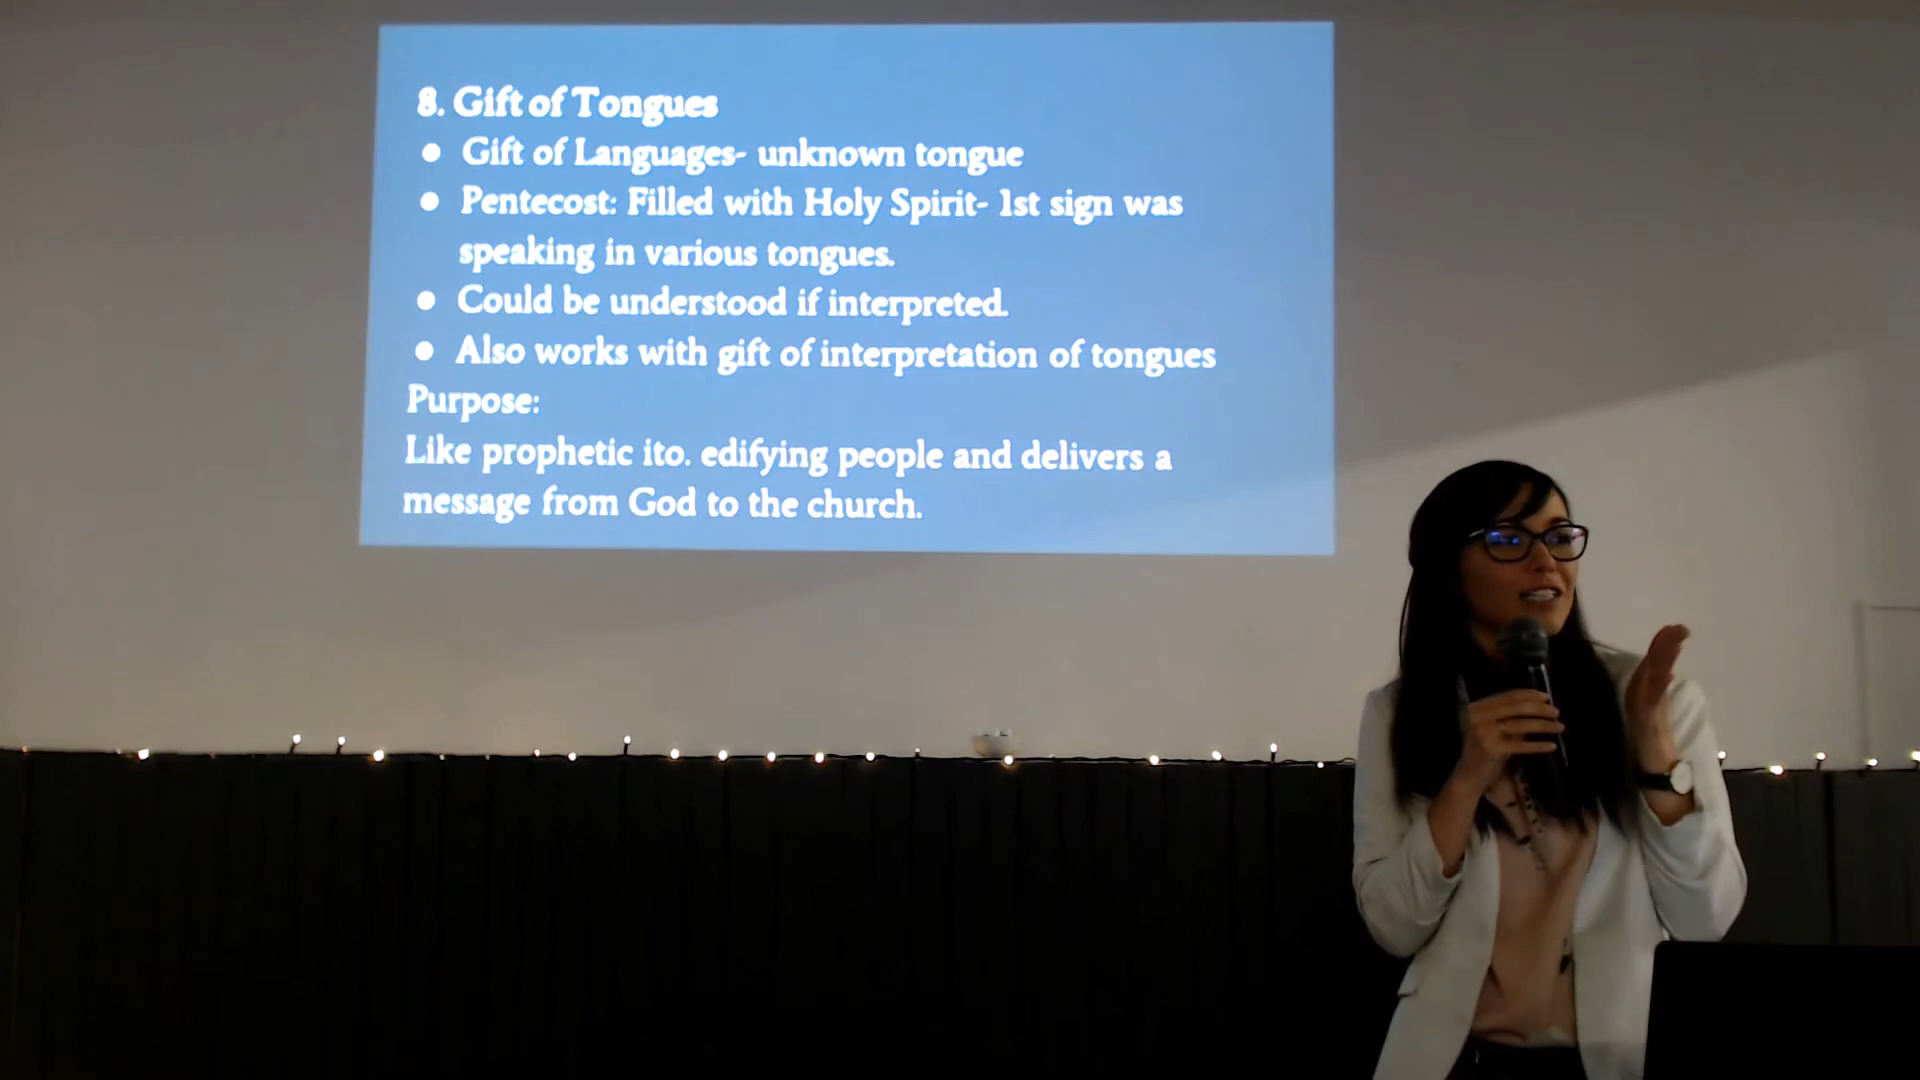 8. Gift of Tongues
● Gift of Languages- unknown tongue
● Pentecost: Filled with Holy Spirit- 1st sign was
speaking in various tongues.
● Could be understood if interpreted.
● Also works with gift of interpretation of tongues
Purpose:
Like prophetic ito. edifying people and delivers a
message from God to the church.